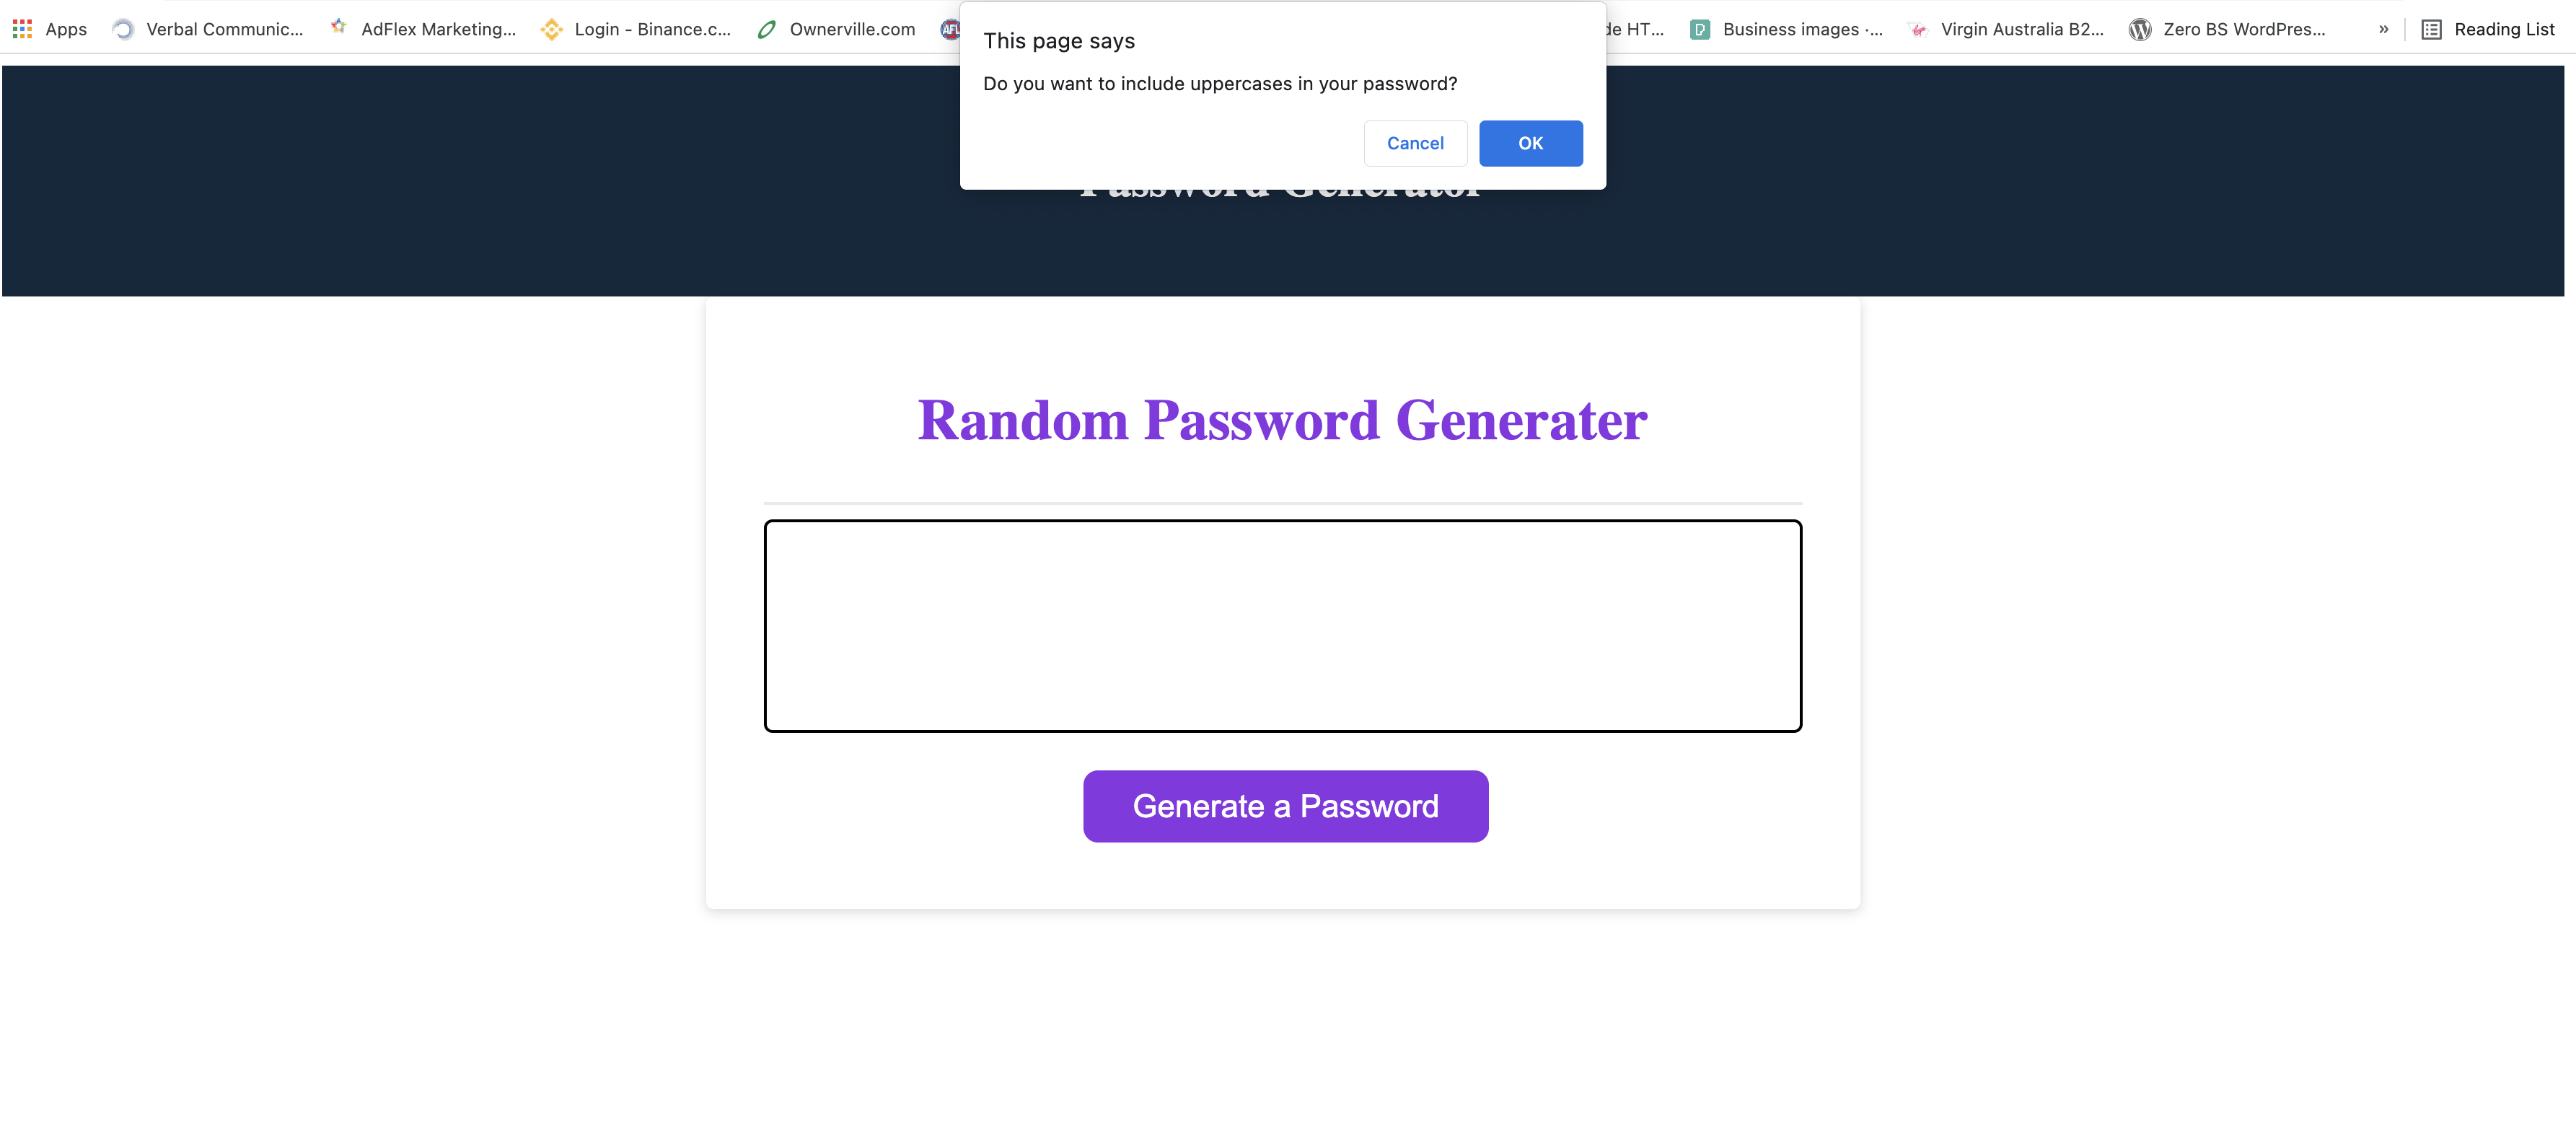 Apps Verbal Communic... AdFlex Marketing... Login - Binance.c... Ownerville.com AFL de HT... Business images -... Virgin Australia B2... Zero BS WordPres... » Reading List
This page says
Do you want to include uppercases in your password?
Cancel OK
Password Generator
Random Password Generater
Generate a Password